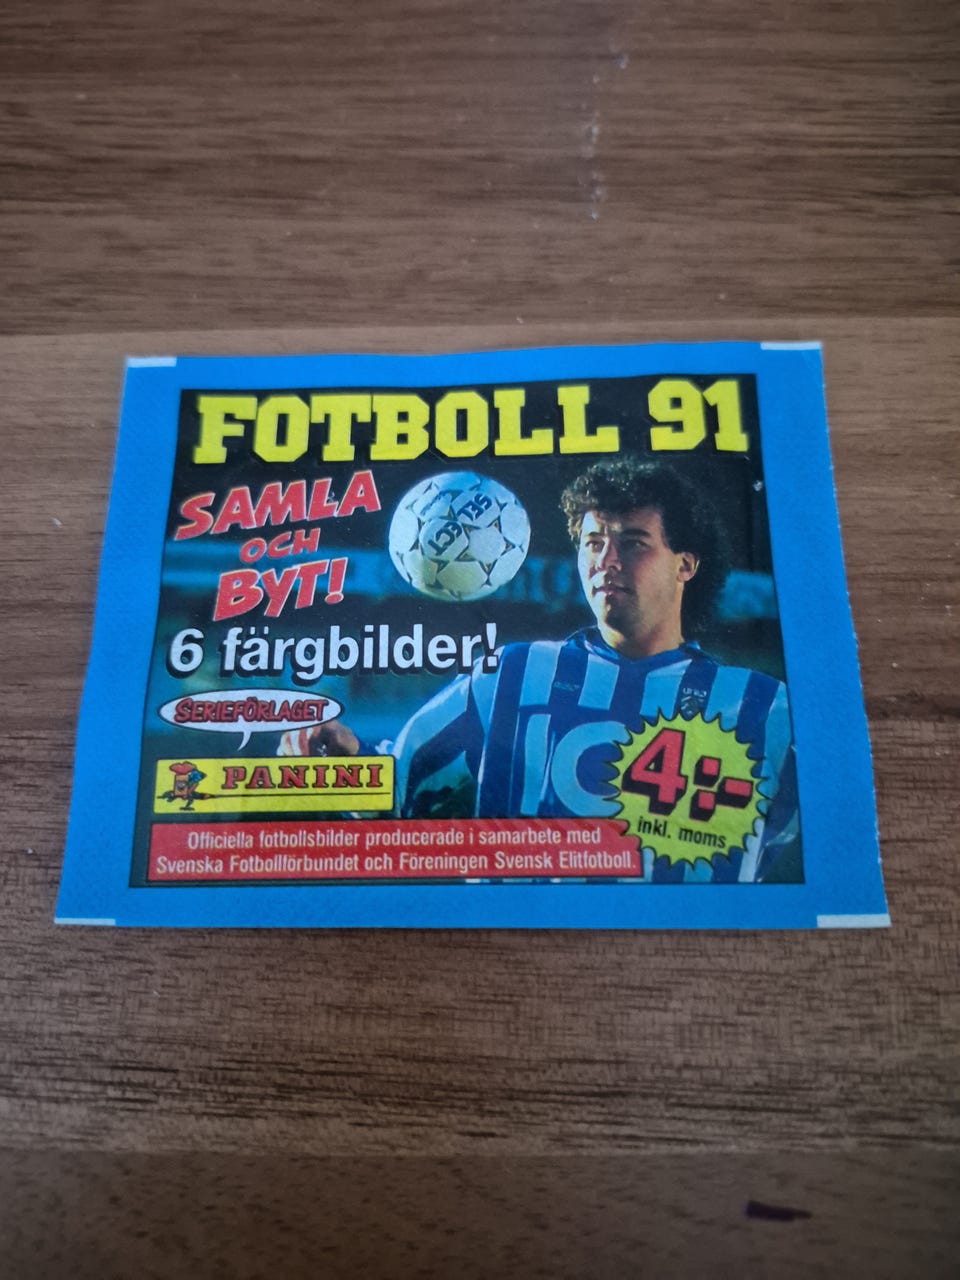 FOTBOLL 91
SAMLA
OCH
BYT!
SELECT
6 färgbilder!
SERIEFÖRLAGET
PANINI
4:-
inkl. moms
Officiella fotbollsbilder producerade i samarbete med
Svenska Fotbollförbundet och Föreningen Svensk Elitfotboll.